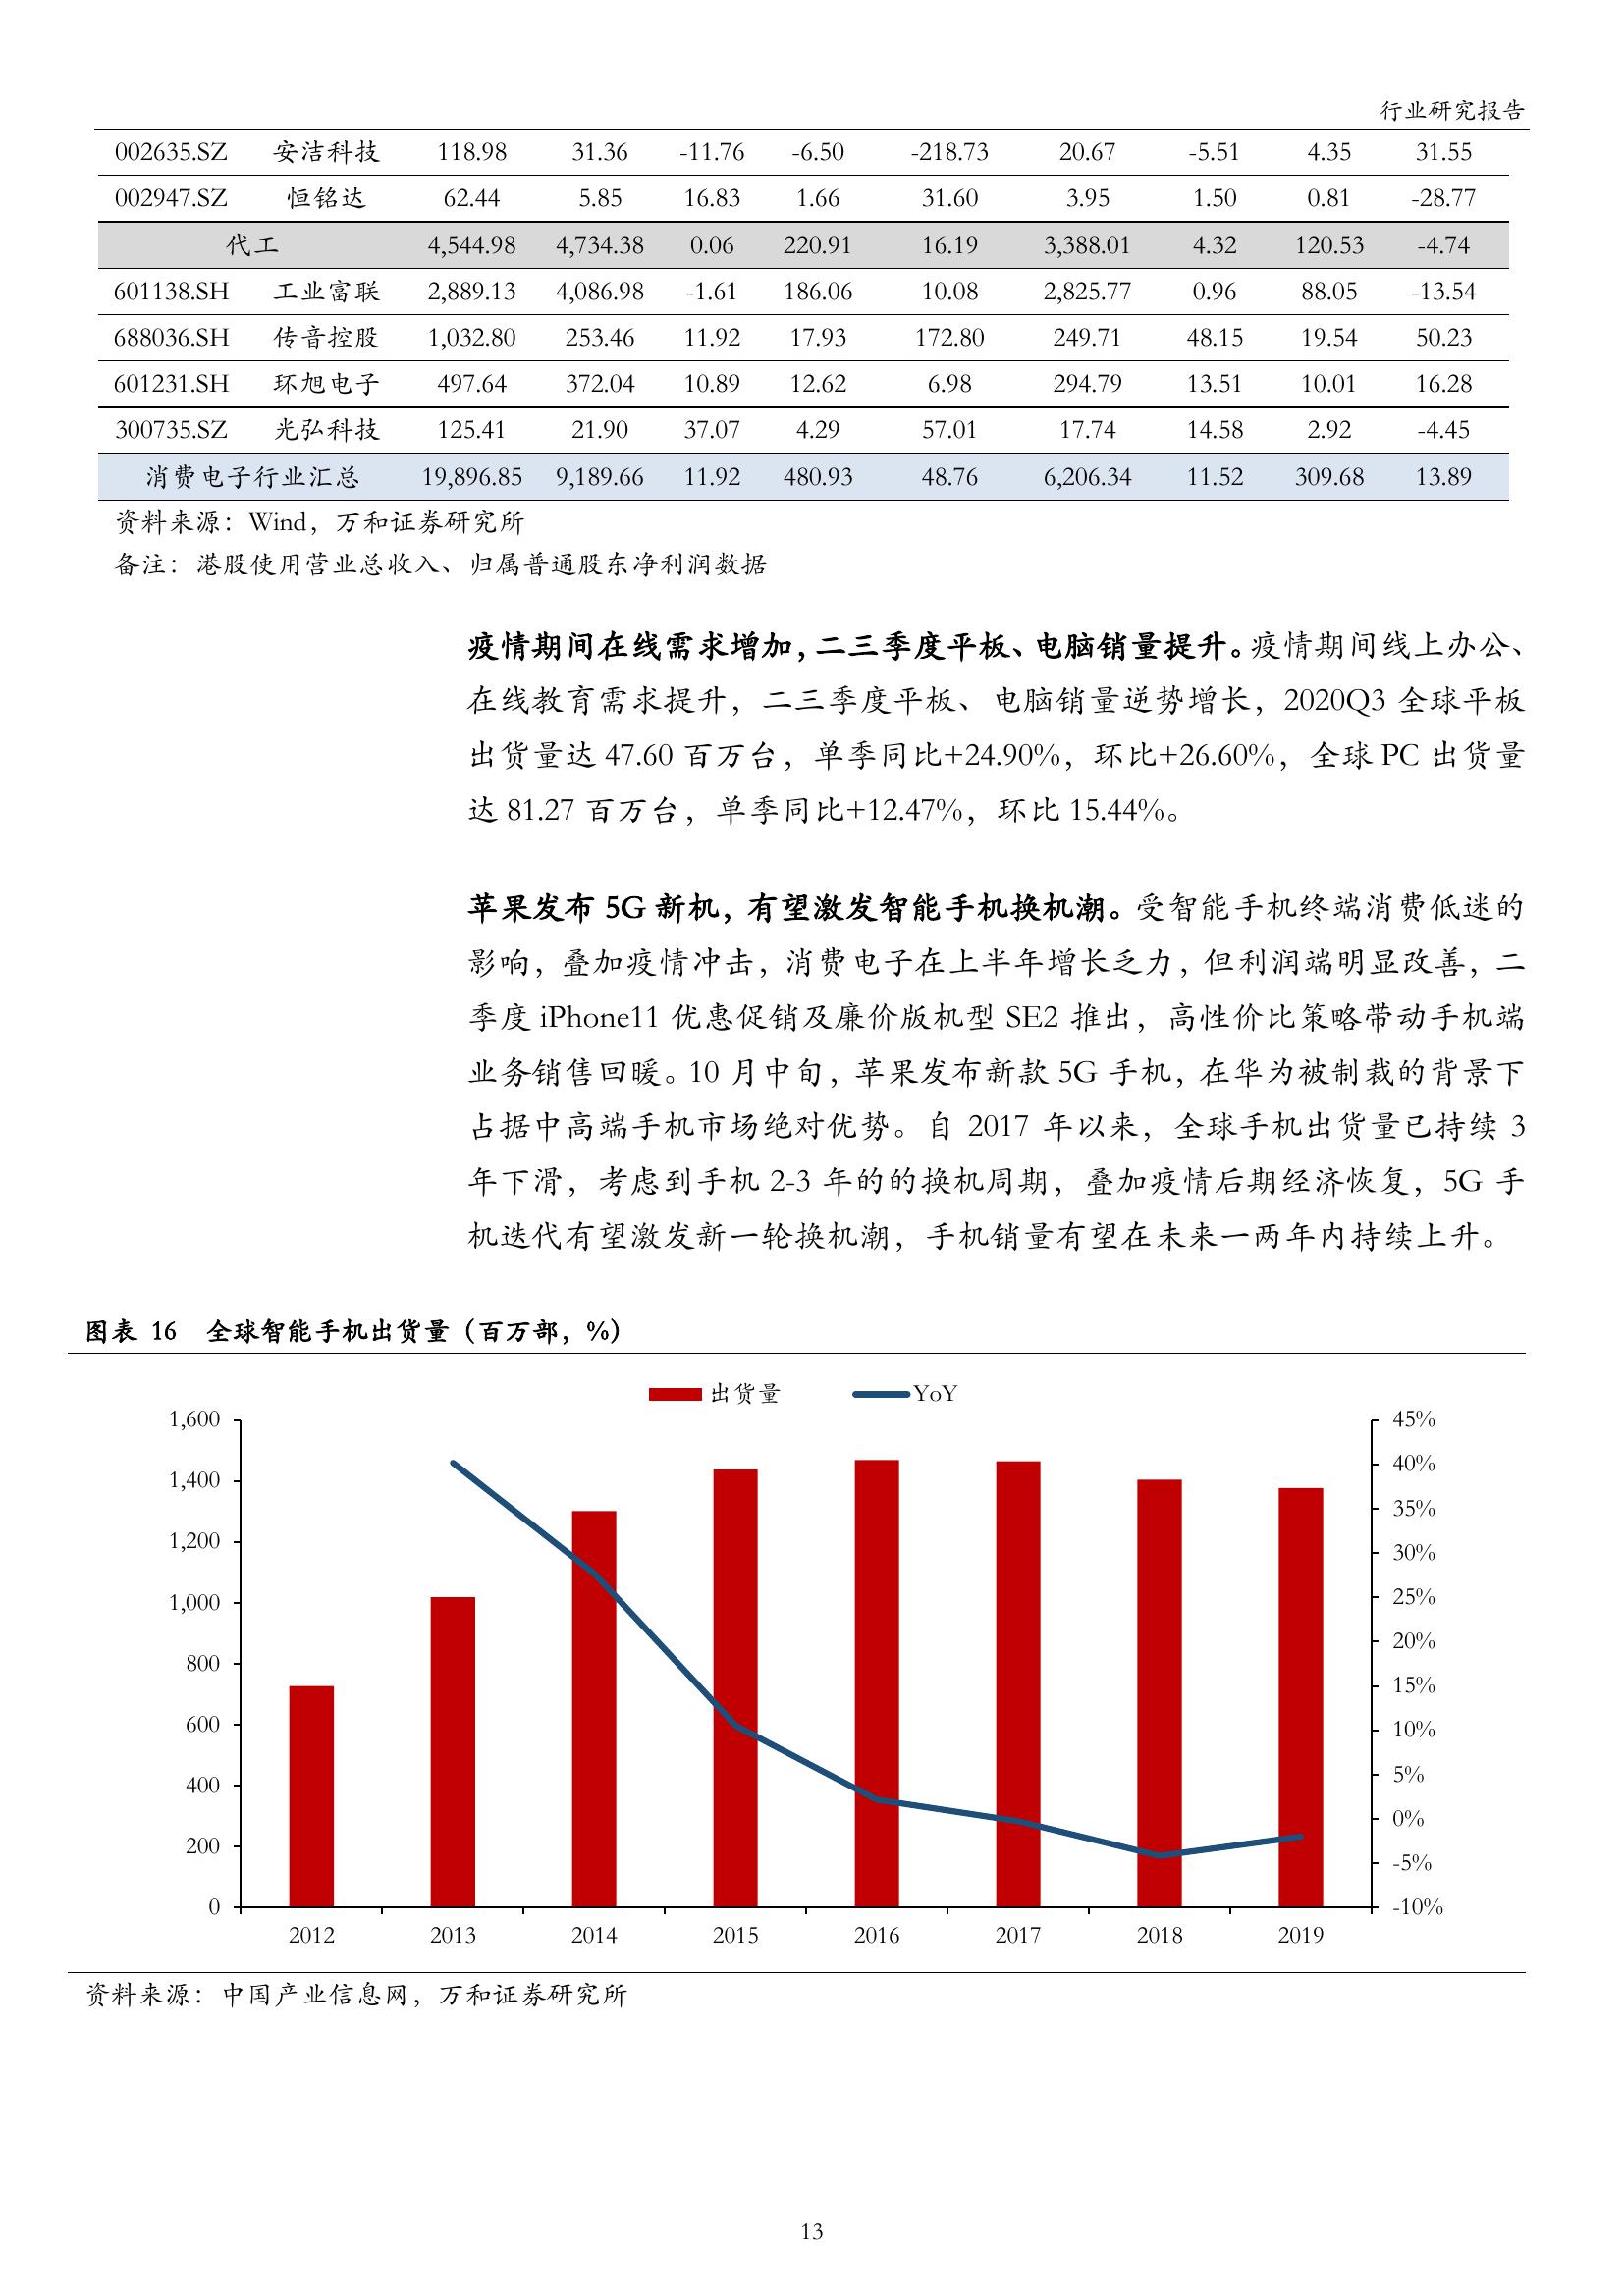 行业研究报告
002635.SZ 安洁科技 118.98 31.36 -11.76 -6.50 -218.73 20.67 -5.51 4.35 31.55
002947.SZ 恒铭达 62.44 5.85 16.83 1.66 31.60 3.95 1.50 0.81 -28.77
代工 4,544.98 4,734.38 0.06 220.91 16.19 3,388.01 4.32 120.53 -4.74
601138.SH 工业富联 2,889.13 4,086.98 -1.61 186.06 10.08 2,825.77 0.96 88.05 -13.54
688036.SH 传音控股 1,032.80 253.46 11.92 17.93 172.80 249.71 48.15 19.54 50.23
601231.SH 环旭电子 497.64 372.04 10.89 12.62 6.98 294.79 13.51 10.01 16.28
300735.SZ 光弘科技 125.41 21.90 37.07 4.29 57.01 17.74 14.58 2.92 -4.45
消费电子行业汇总 19,896.85 9,189.66 11.92 480.93 48.76 6,206.34 11.52 309.68 13.89
资料来源：Wind，万和证券研究所
备注：港股使用营业总收入、归属普通股东净利润数据
疫情期间在线需求增加，二三季度平板、电脑销量提升。疫情期间线上办公、
在线教育需求提升，二三季度平板、电脑销量逆势增长，2020Q3 全球平板
出货量达 47.60 百万台，单季同比+24.90%，环比+26.60%，全球 PC 出货量
达 81.27 百万台，单季同比+12.47%，环比 15.44%。
苹果发布 5G 新机，有望激发智能手机换机潮。受智能手机终端消费低迷的
影响，叠加疫情冲击，消费电子在上半年增长乏力，但利润端明显改善，二
季度 iPhone11 优惠促销及廉价版机型 SE2 推出，高性价比策略带动手机端
业务销售回暖。10 月中旬，苹果发布新款 5G 手机，在华为被制裁的背景下
占据中高端手机市场绝对优势。自 2017 年以来，全球手机出货量已持续 3
年下滑，考虑到手机 2-3 年的的换机周期，叠加疫情后期经济恢复，5G 手
机迭代有望激发新一轮换机潮，手机销量有望在未来一两年内持续上升。
图表 16 全球智能手机出货量（百万部，%）
出货量 YoY
1,600 45%
40%
1,400
35%
1,200
30%
1,000 25%
20%
800
15%
600 10%
400 5%
0%
200
-5%
0 -10%
2012 2013 2014 2015 2016 2017 2018 2019
资料来源：中国产业信息网，万和证券研究所
13